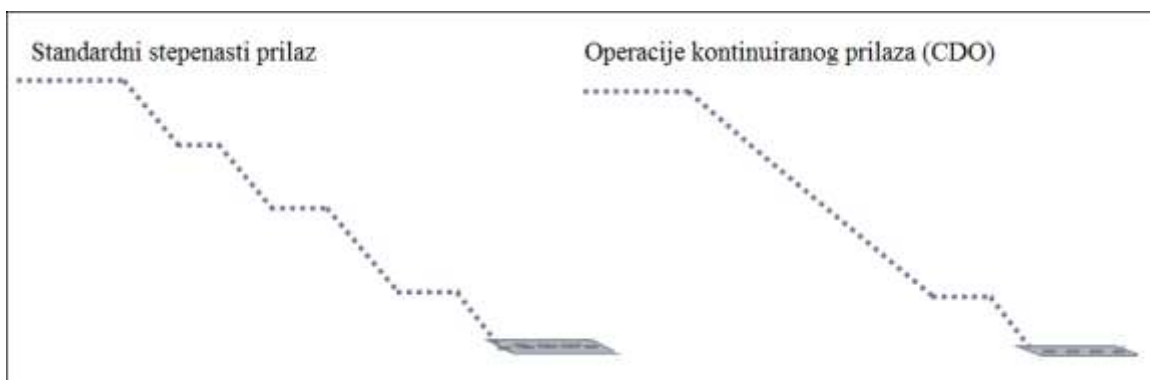 Standardni stepenasti prilaz
Operacije kontinuiranog prilaza (CDO)